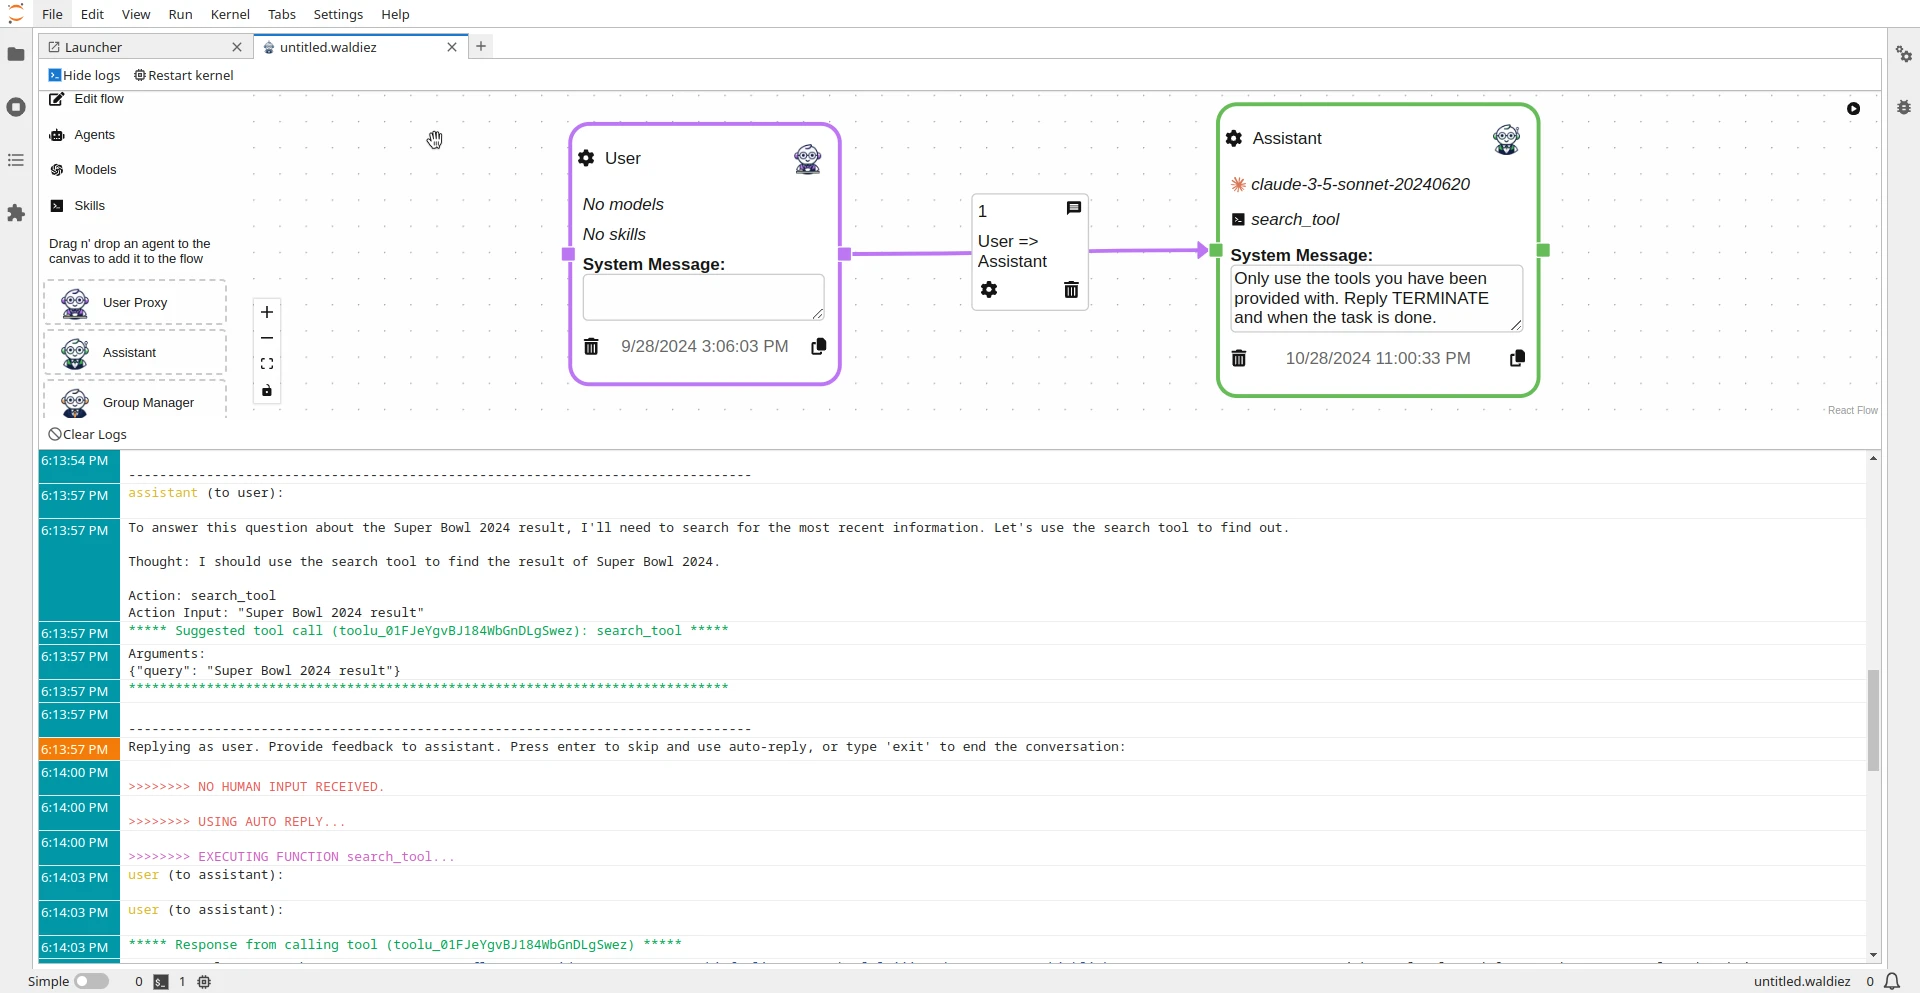 File Edit View Run Kernel Tabs Settings Help
Launcher
untitled.waldiez
Hide logs
Restart kernel
Edit flow
Agents
Models
Skills
Drag n' drop an agent to the
canvas to add it to the flow
User Proxy
Assistant
Group Manager
User
No models
No skills
System Message:
9/28/2024 3:06:03 PM
1
User =>
Assistant
Assistant
claude-3-5-sonnet-20240620
search_tool
System Message:
Only use the tools you have been
provided with. Reply TERMINATE
and when the task is done.
10/28/2024 11:00:33 PM
React Flow
Clear Logs
6:13:54 PM
--------------------------------------------------------------------------------
6:13:57 PM assistant (to user):
6:13:57 PM To answer this question about the Super Bowl 2024 result, I'll need to search for the most recent information. Let's use the search tool to find out.
Thought: I should use the search tool to find the result of Super Bowl 2024.
Action: search_tool
Action Input: "Super Bowl 2024 result"
6:13:57 PM ***** Suggested tool call (toolu_01FJeYgvBJ184WbGnDLgSwez): search_tool *****
6:13:57 PM Arguments:
{"query": "Super Bowl 2024 result"}
6:13:57 PM *****************************************************************************
6:13:57 PM
--------------------------------------------------------------------------------
6:13:57 PM Replying as user. Provide feedback to assistant. Press enter to skip and use auto-reply, or type 'exit' to end the conversation:
6:14:00 PM
>>>>>>>> NO HUMAN INPUT RECEIVED.
6:14:00 PM
>>>>>>>> USING AUTO REPLY...
6:14:00 PM
>>>>>>>> EXECUTING FUNCTION search_tool...
6:14:03 PM user (to assistant):
6:14:03 PM user (to assistant):
6:14:03 PM ***** Response from calling tool (toolu_01FJeYgvBJ184WbGnDLgSwez) *****
Simple 0 1 untitled.waldiez 0